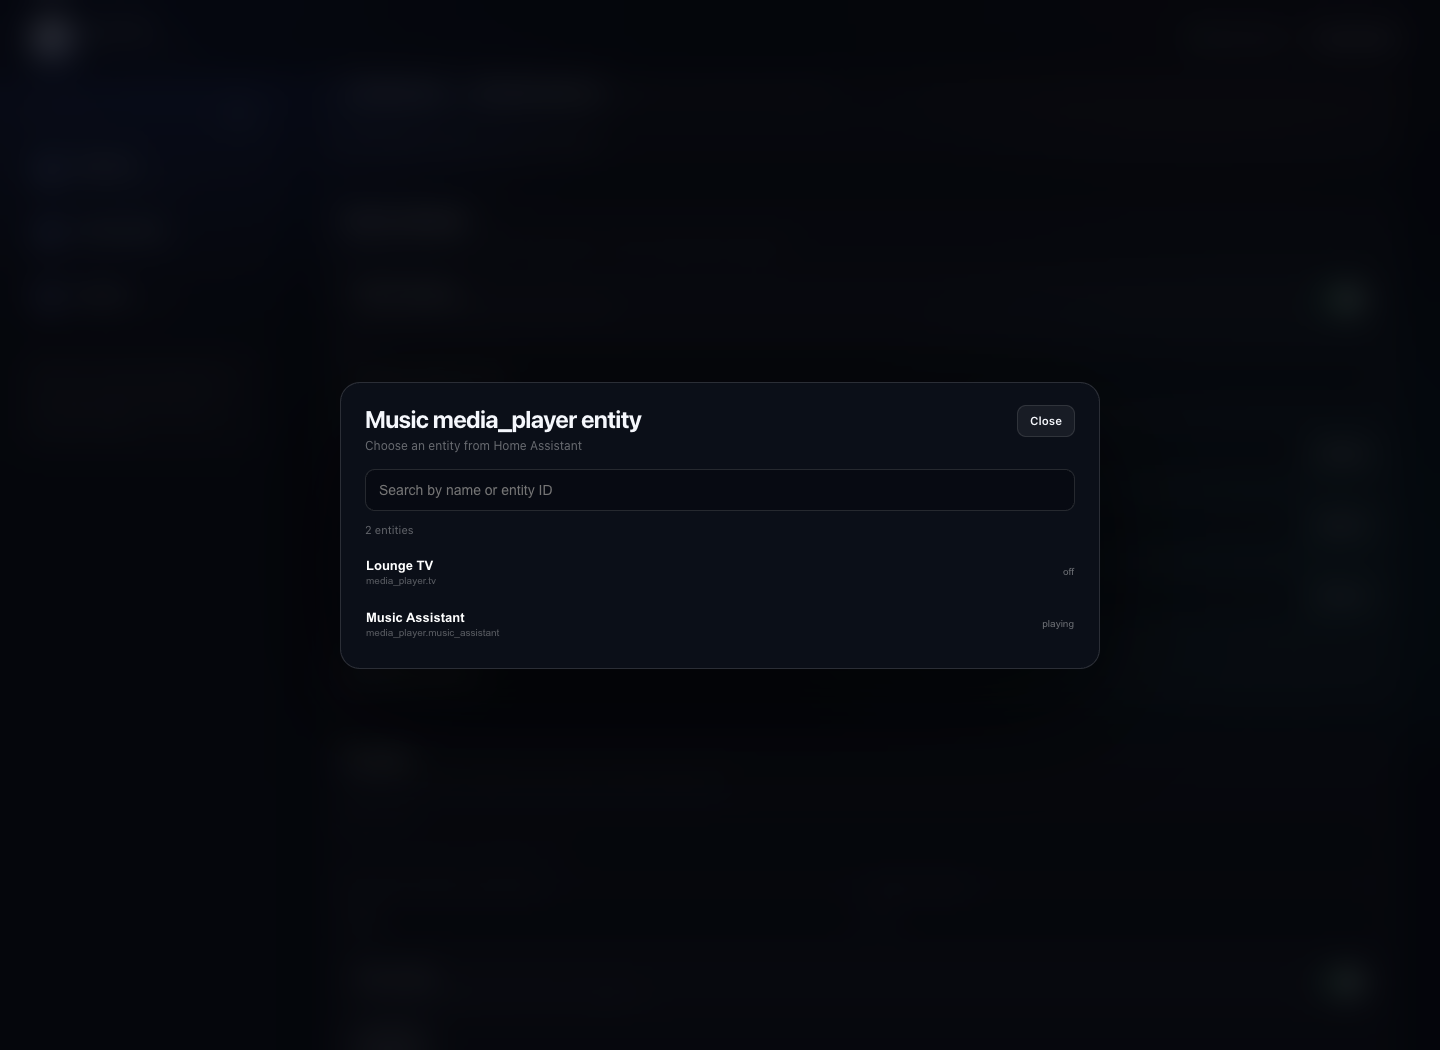 Music media_player entity
Close
Choose an entity from Home Assistant
Search by name or entity ID
2 entities
Lounge TV
media_player.tv
off
Music Assistant
media_player.music_assistant
playing